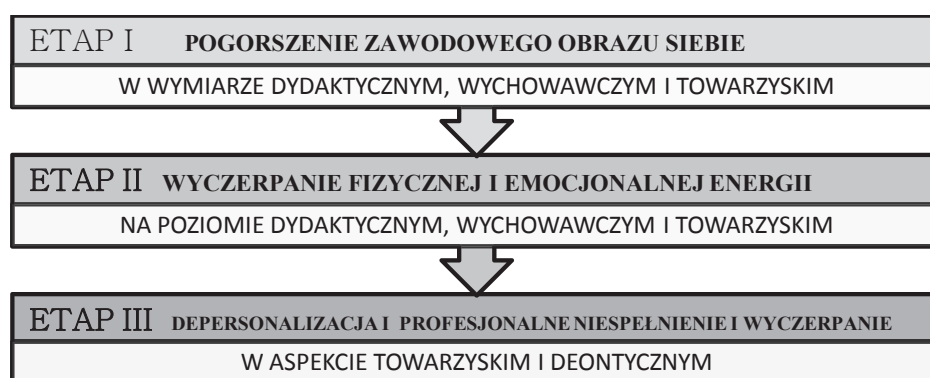 ETAP I POGORSZENIE ZAWODOWEGO OBRAZU SIEBIE
W WYMIARZE DYDAKTYCZNYM, WYCHOWAWCZYM I TOWARZYSKIM
ETAP II WYCZERPANIE FIZYCZNEJ I EMOCJONALNEJ ENERGII
NA POZIOMIE DYDAKTYCZNYM, WYCHOWAWCZYM I TOWARZYSKIM
ETAP III DEPERSONALIZACJA I PROFESJONALNE NIESPEŁNIENIE I WYCZERPANIE
W ASPEKCIE TOWARZYSKIM I DEONTYCZNYM